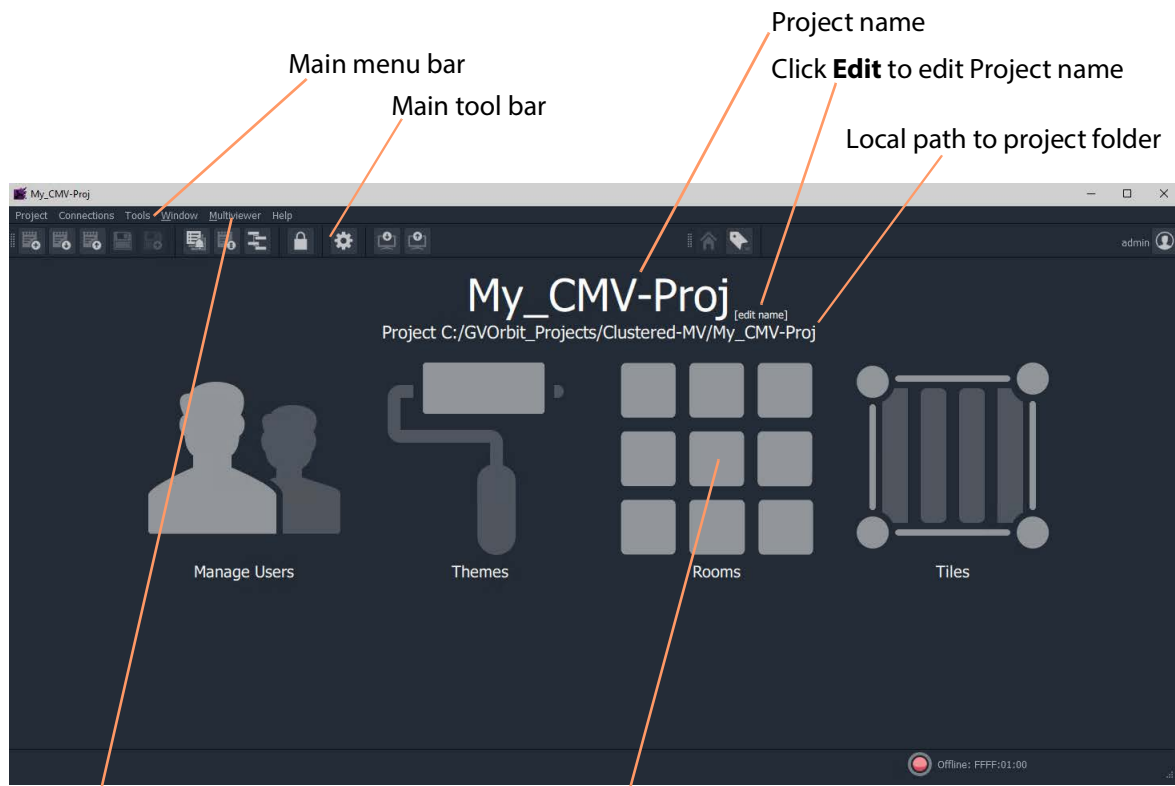 Project name
Main menu bar
Click Edit to edit Project name
Main tool bar
Local path to project folder
My_CMV-Proj
Project Connections Tools Window Multiviewer Help
admin
My_CMV-Proj
[edit name]
Project C:/GVOrbit_Projects/Clustered-MV/My_CMV-Proj
Manage Users
Themes
Rooms
Tiles
Offline: FFFF:01:00